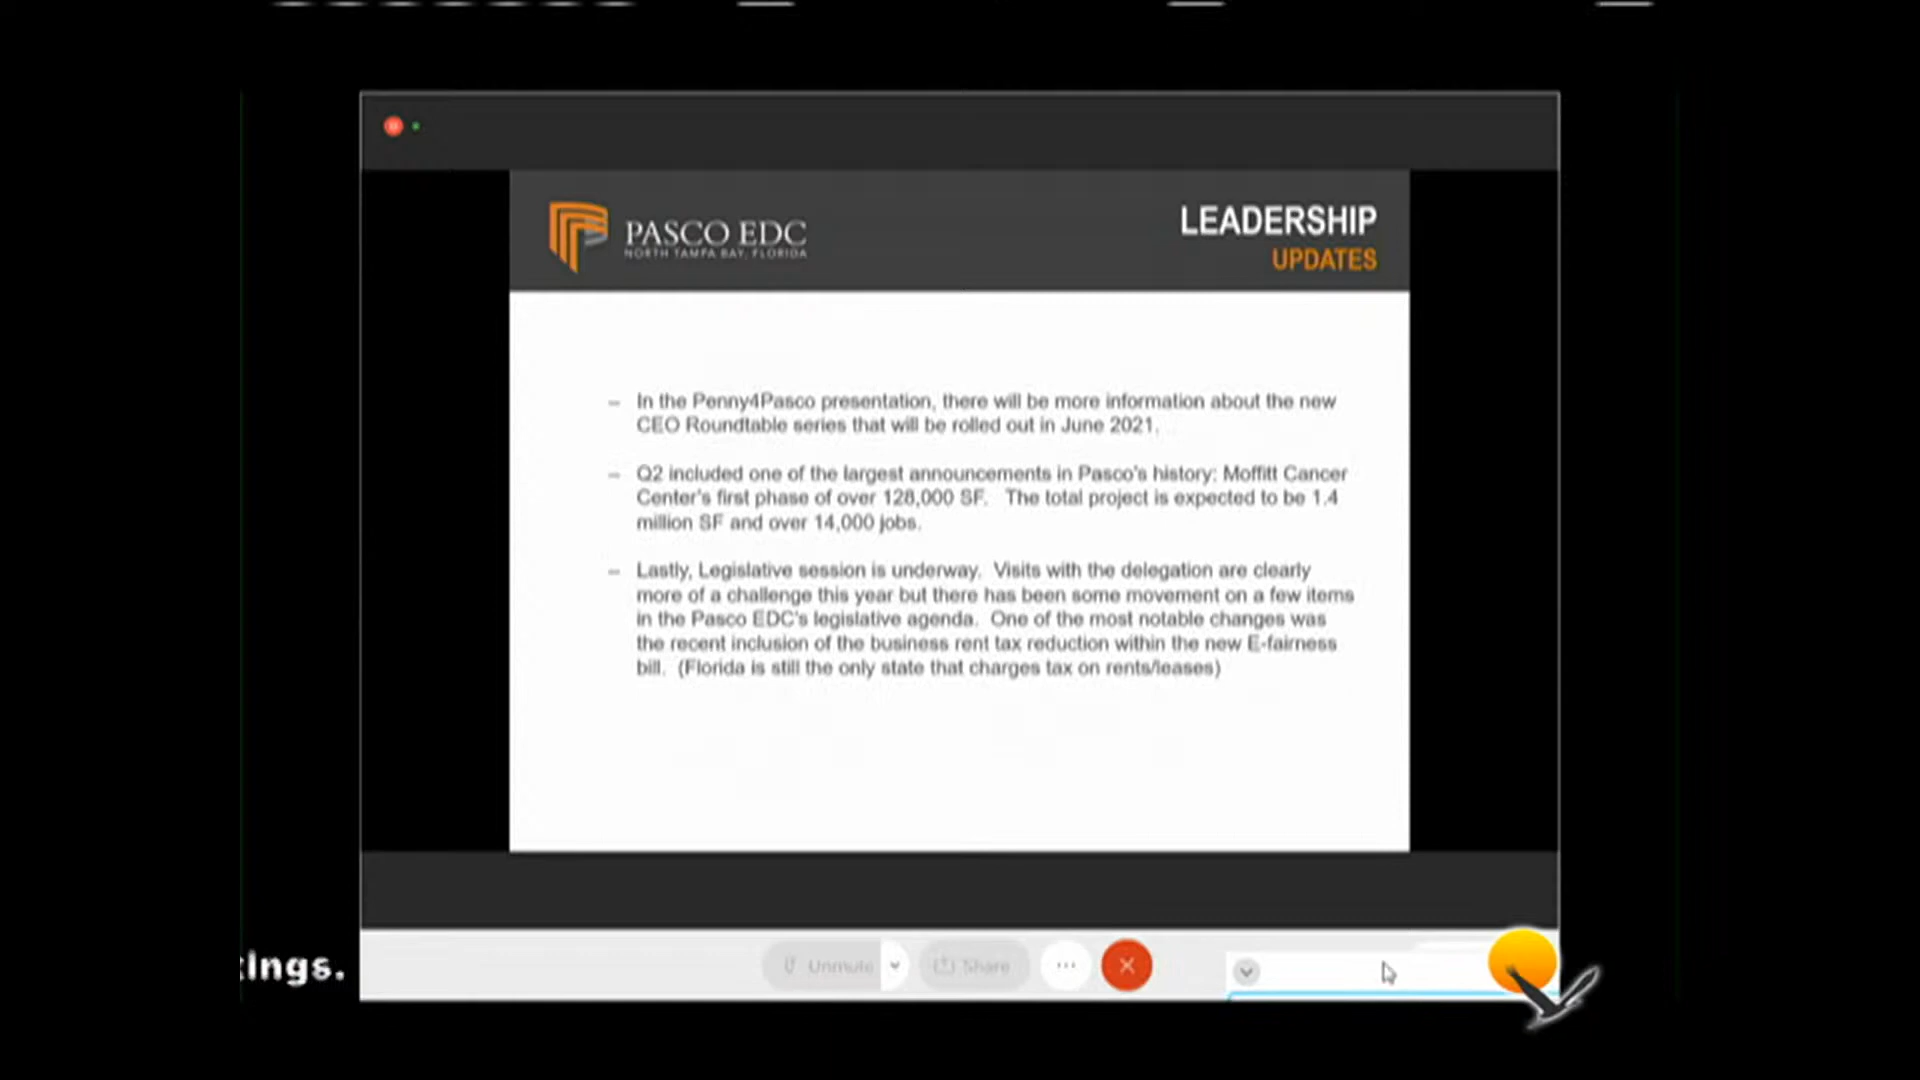 PASCO EDC
NORTH TAMPA BAY, FLORIDA
LEADERSHIP
UPDATES
– In the Penny4Pasco presentation, there will be more information about the new
CEO Roundtable series that will be rolled out in June 2021.
– Q2 included one of the largest announcements in Pasco's history: Moffitt Cancer
Center's first phase of over 128,000 SF. The total project is expected to be 1.4
million SF and over 14,000 jobs.
– Lastly, Legislative session is underway. Visits with the delegation are clearly
more of a challenge this year but there has been some movement on a few items
in the Pasco EDC's legislative agenda. One of the most notable changes was
the recent inclusion of the business rent tax reduction within the new E-fairness
bill. (Florida is still the only state that charges tax on rents/leases)
ings.
Unmute
Share